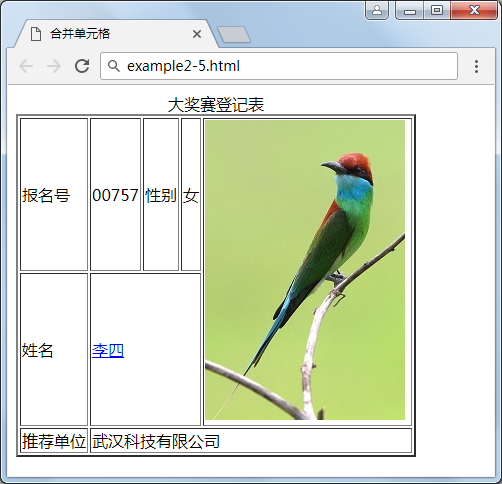 合并单元格
example2-5.html
大奖赛登记表
报名号 00757 性别 女
姓名 李四
推荐单位 武汉科技有限公司